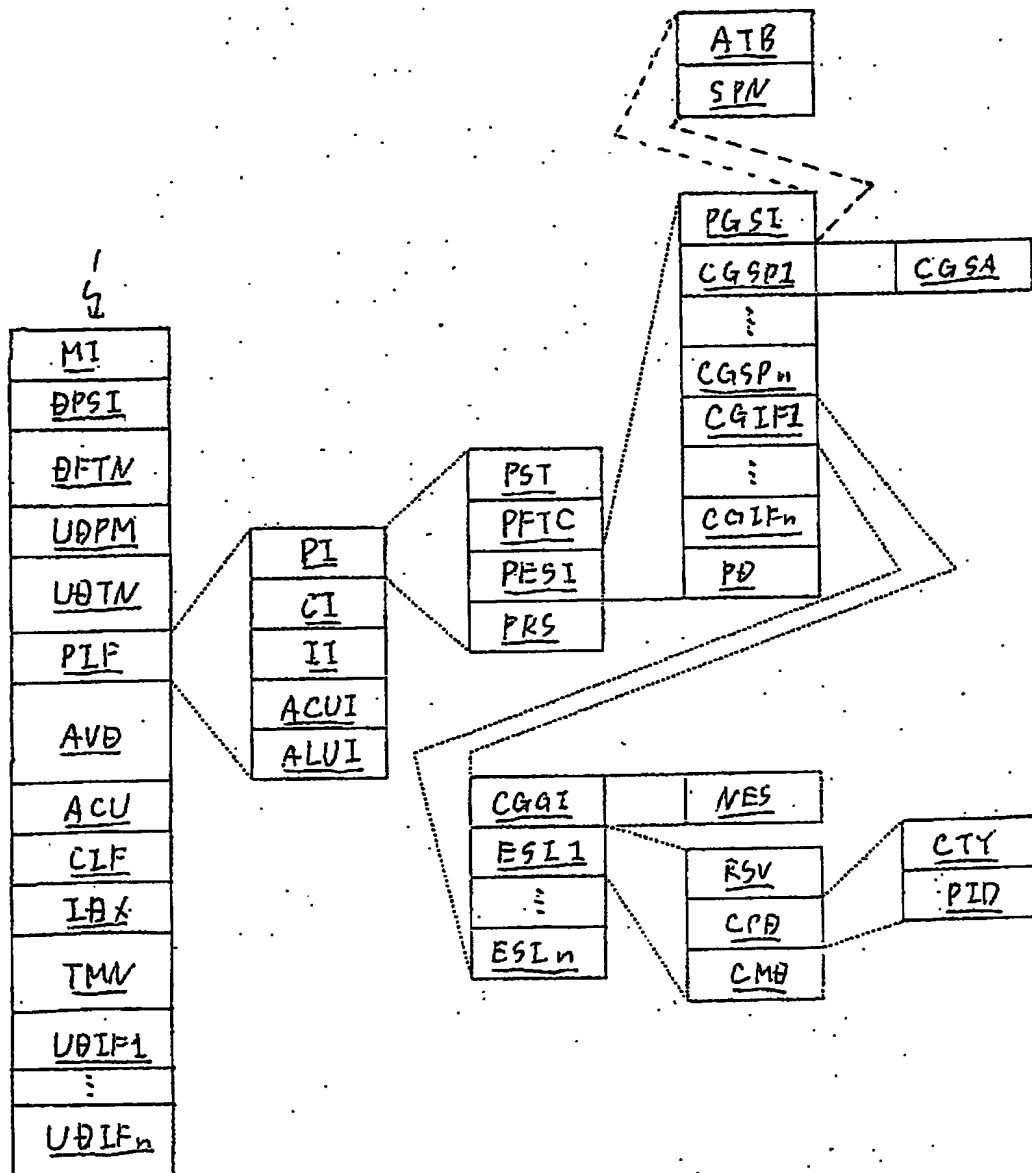 ATB
SPN
PGSI
CGSP1 CGSA
⋮
CGSPn
CGIF1
⋮
CGIFn
PD
1
MI
DPSI
DFTN
UDPM
UDTN
PIF
AVD
ACU
CIF
IDX
TMN
UDIF1
⋮
UDIFn
PI
CI
II
ACUI
ALUI
PST
PFTC
PESI
PRS
CGGI NES
ESI1
⋮
ESIn
RSV
CPD
CMD
CTY
PID